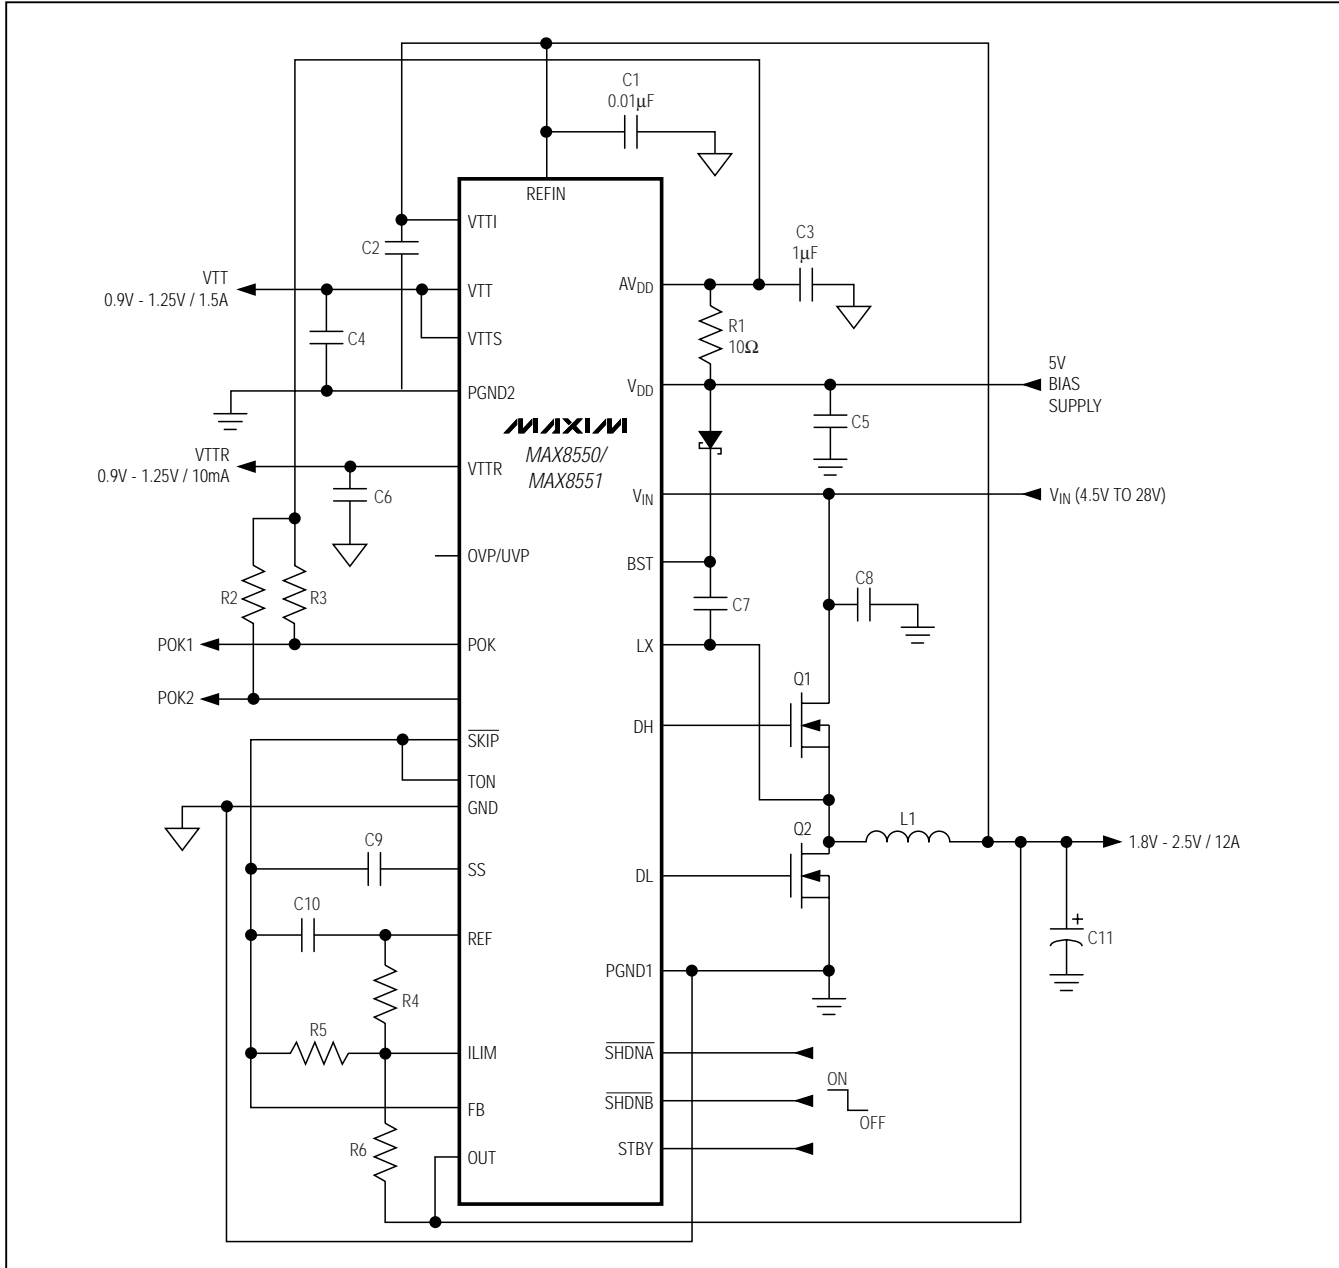 C1
0.01μF
REFIN
VTTI
C2
C3
1μF
VTT
0.9V - 1.25V / 1.5A
VTT
AVDD
R1
10Ω
C4
VTTS
5V
BIAS
SUPPLY
VDD
PGND2
C5
MAXIM
MAX8550/
MAX8551
VTTR
0.9V - 1.25V / 10mA
VTTR
C6
VIN
VIN (4.5V TO 28V)
OVP/UVP
BST
C8
R2
R3
C7
POK1
POK
LX
POK2
Q1
DH
SKIP
TON
GND
L1
Q2
1.8V - 2.5V / 12A
C9
SS
DL
C10
REF
C11
PGND1
R4
R5
ILIM
SHDNA
ON
OFF
SHDNB
FB
R6
OUT
STBY